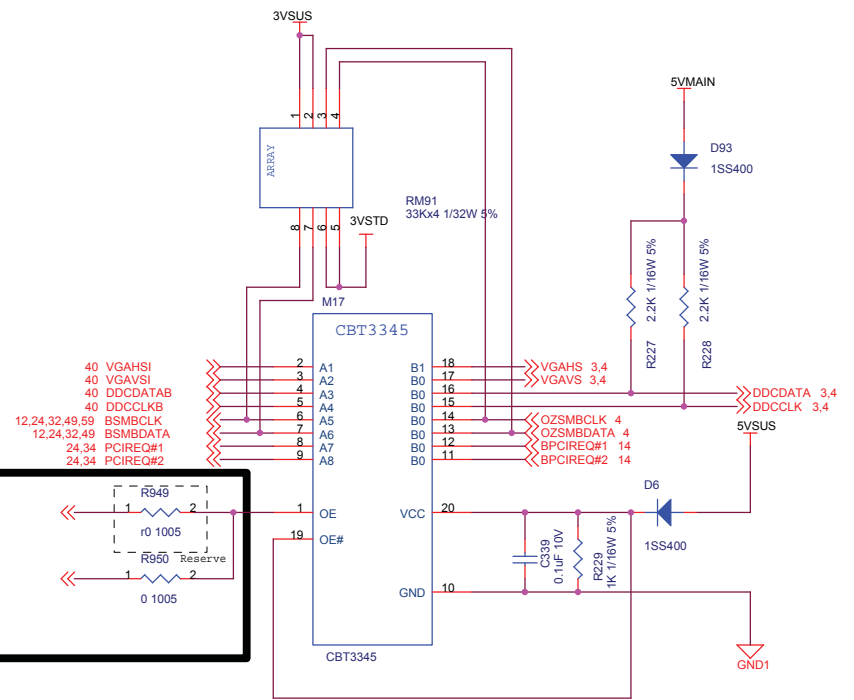 3VSUS
5VMAIN
1 2 3 4
D93
1SS400
ARRAY
RM91
33Kx4 1/32W 5%
3VSTD
8 7 6 5
2.2K 1/16W 5%
2.2K 1/16W 5%
R227
R228
M17
CBT3345
40 VGAHSI 2 A1 B1 18 VGAHS 3,4
40 VGAVSI 3 A2 B0 17 VGAVS 3,4
40 DDCDATAB 4 A3 B0 16 DDCDATA 3,4
40 DDCCLKB 5 A4 B0 15 DDCCLK 3,4
12,24,32,49,59 BSMBCLK 6 A5 B0 14 OZSMBCLK 4
12,24,32,49 BSMBDATA 7 A6 B0 13 OZSMBDATA 4
24,34 PCIREQ#1 8 A7 B0 12 BPCIREQ#1 14
24,34 PCIREQ#2 9 A8 B0 11 BPCIREQ#2 14
5VSUS
R949
1 2
r0 1005
Reserve
R950
1 2
0 1005
1 OE VCC 20
19 OE#
D6
1SS400
C339
0.1uF 10V
R229
1K 1/16W 5%
GND 10
CBT3345
GND1